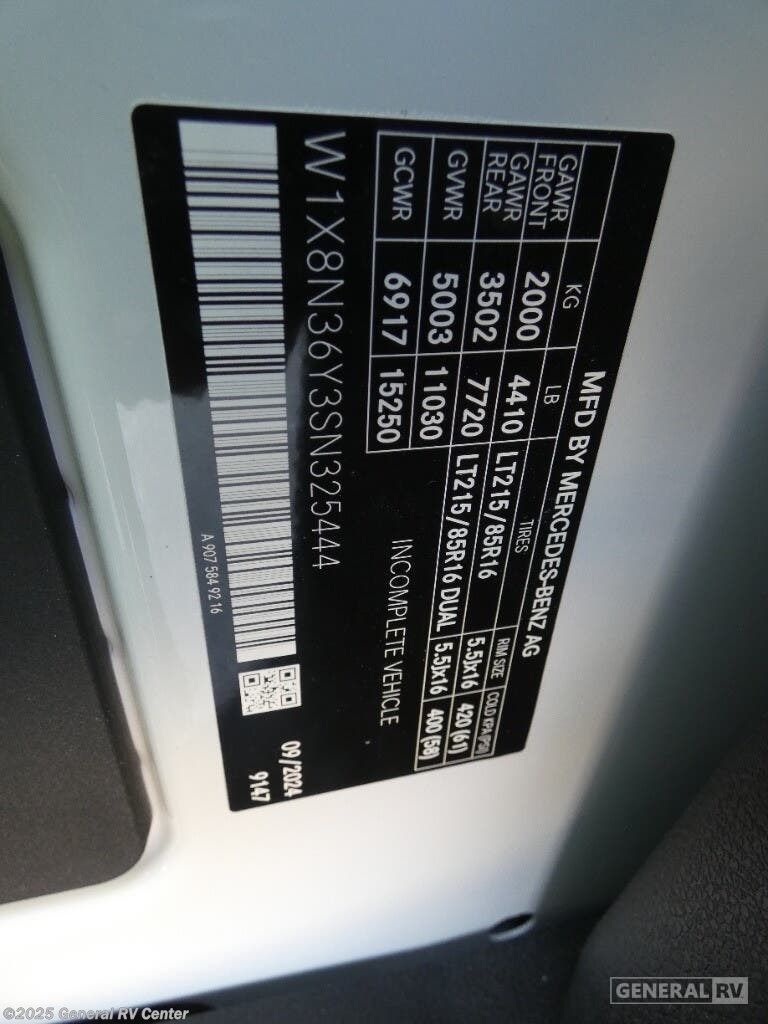 MFD BY MERCEDES-BENZ AG
KG LB TIRES RIM SIZE COLD KPA(PSI)
GAWR FRONT 2000 4410 LT215/85R16 5.5Jx16 420 (61)
GAWR REAR 3502 7720 LT215/85R16 DUAL 5.5Jx16 400 (58)
GVWR 5003 11030
GCWR 6917 15250
INCOMPLETE VEHICLE
W1X8N36Y3SN325444
09/2024
9147
A 907 584 92 16
©2025 General RV Center
GENERAL RV